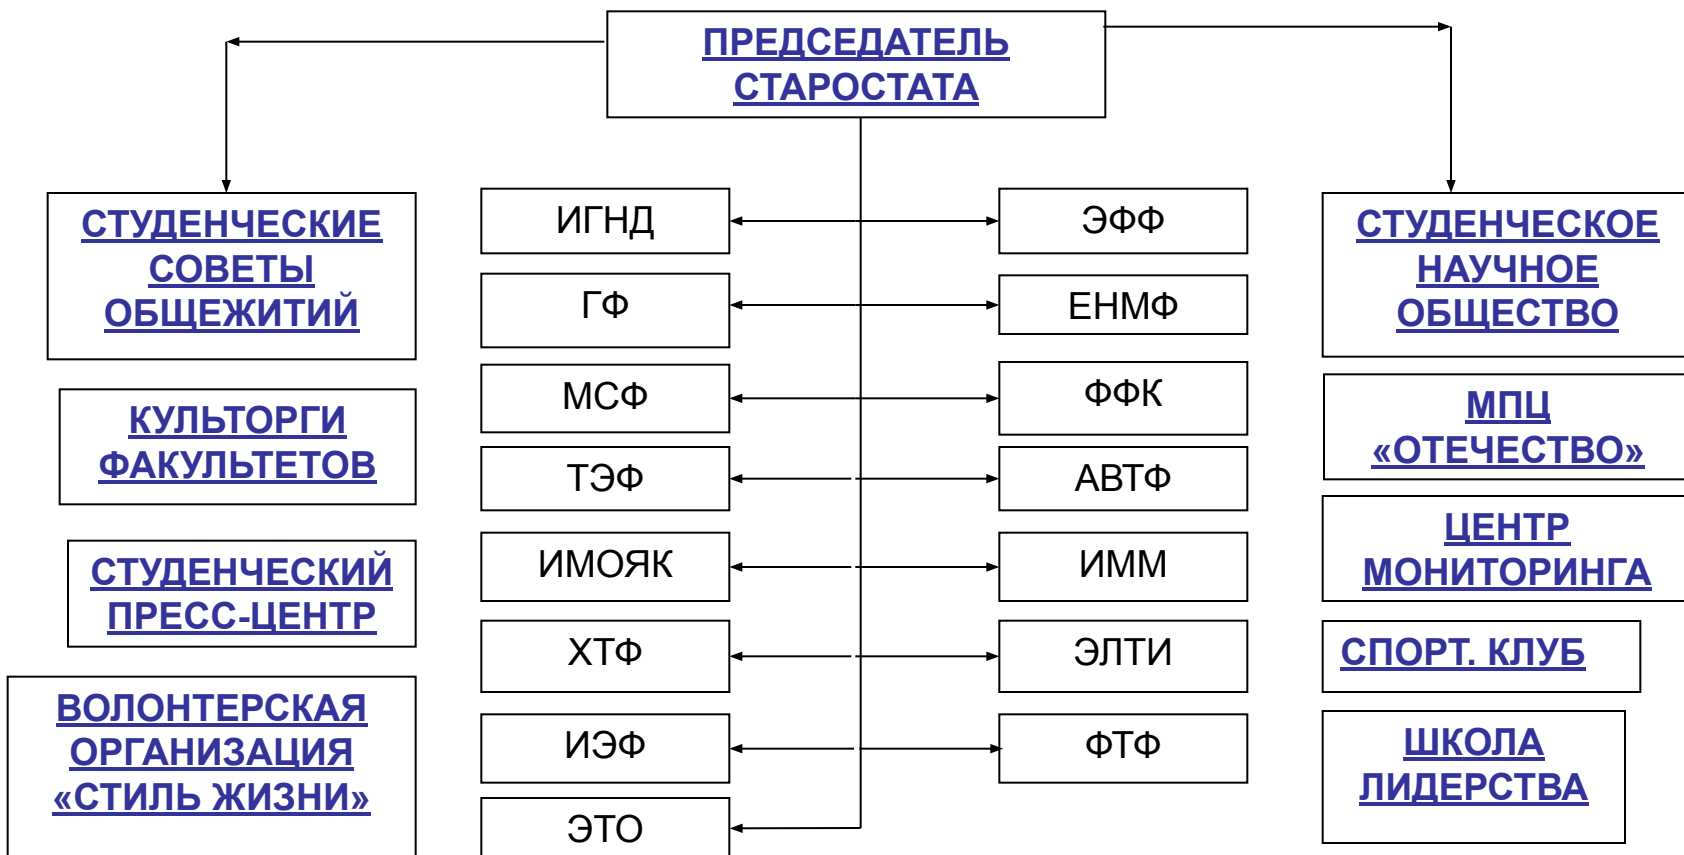 ПРЕДСЕДАТЕЛЬ
СТАРОСТАТА
СТУДЕНЧЕСКИЕ
СОВЕТЫ
ОБЩЕЖИТИЙ
КУЛЬТОРГИ
ФАКУЛЬТЕТОВ
СТУДЕНЧЕСКИЙ
ПРЕСС-ЦЕНТР
ВОЛОНТЕРСКАЯ
ОРГАНИЗАЦИЯ
«СТИЛЬ ЖИЗНИ»
ИГНД
ГФ
МСФ
ТЭФ
ИМОЯК
ХТФ
ИЭФ
ЭТО
ЭФФ
ЕНМФ
ФФК
АВТФ
ИММ
ЭЛТИ
ФТФ
СТУДЕНЧЕСКОЕ
НАУЧНОЕ
ОБЩЕСТВО
МПЦ
«ОТЕЧЕСТВО»
ЦЕНТР
МОНИТОРИНГА
СПОРТ. КЛУБ
ШКОЛА
ЛИДЕРСТВА